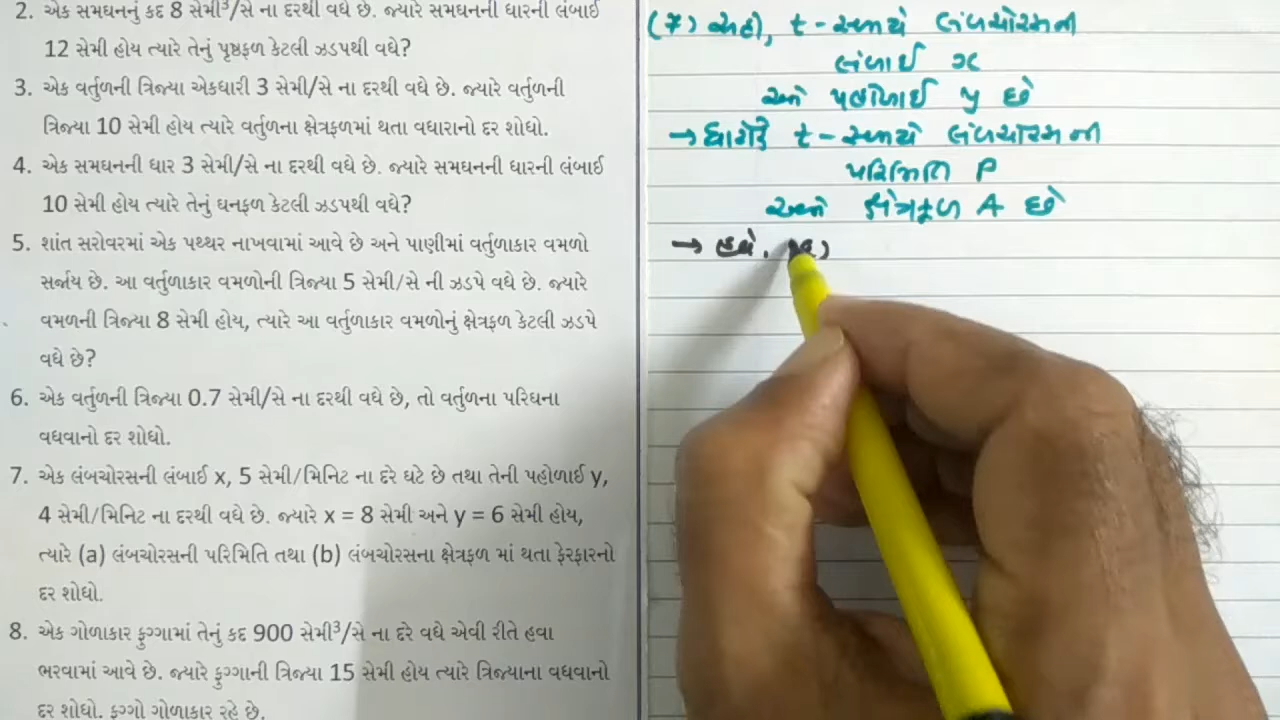 2. એક સમઘનનું કદ 8 સેમી³/સે ના દરથી વધે છે. જ્યારે સમઘનની ધારની લંબાઈ
12 સેમી હોય ત્યારે તેનું પૃષ્ઠફળ કેટલી ઝડપથી વધે?
3. એક વર્તુળની ત્રિજ્યા એકધારી 3 સેમી/સે ના દરથી વધે છે. જ્યારે વર્તુળની
ત્રિજ્યા 10 સેમી હોય ત્યારે વર્તુળના ક્ષેત્રફળમાં થતા વધારાનો દર શોધો.
4. એક સમઘનની ધાર 3 સેમી/સે ના દરથી વધે છે. જ્યારે સમઘનની ધારની લંબાઈ
10 સેમી હોય ત્યારે તેનું ઘનફળ કેટલી ઝડપથી વધે?
5. શાંત સરોવરમાં એક પથ્થર નાખવામાં આવે છે અને પાણીમાં વર્તુળાકાર વમળો
સર્જાય છે. આ વર્તુળાકાર વમળોની ત્રિજ્યા 5 સેમી/સે ની ઝડપે વધે છે. જ્યારે
વમળની ત્રિજ્યા 8 સેમી હોય, ત્યારે આ વર્તુળાકાર વમળોનું ક્ષેત્રફળ કેટલી ઝડપે
વધે છે?
6. એક વર્તુળની ત્રિજ્યા 0.7 સેમી/સે ના દરથી વધે છે, તો વર્તુળના પરિઘના
વધવાનો દર શોધો.
7. એક લંબચોરસની લંબાઈ x, 5 સેમી/મિનિટ ના દરે ઘટે છે તથા તેની પહોળાઈ y,
4 સેમી/મિનિટ ના દરથી વધે છે. જ્યારે x = 8 સેમી અને y = 6 સેમી હોય,
ત્યારે (a) લંબચોરસની પરિમિતિ તથા (b) લંબચોરસના ક્ષેત્રફળ માં થતા ફેરફારનો
દર શોધો.
8. એક ગોળાકાર ફુગ્ગામાં તેનું કદ 900 સેમી³/સે ના દરે વધે એવી રીતે હવા
ભરવામાં આવે છે. જ્યારે ફુગ્ગાની ત્રિજ્યા 15 સેમી હોય ત્યારે ત્રિજ્યાના વધવાનો
દર શોધો. ફુગ્ગો ગોળાકાર રહે છે.
(૭) અહીં, t-સમયે લંબચોરસની
લંબાઈ x
અને પહોળાઈ y છે
→ ધારોકે t-સમયે લંબચોરસની
પરિમિતિ P
અને ક્ષેત્રફળ A છે
→ હવે,